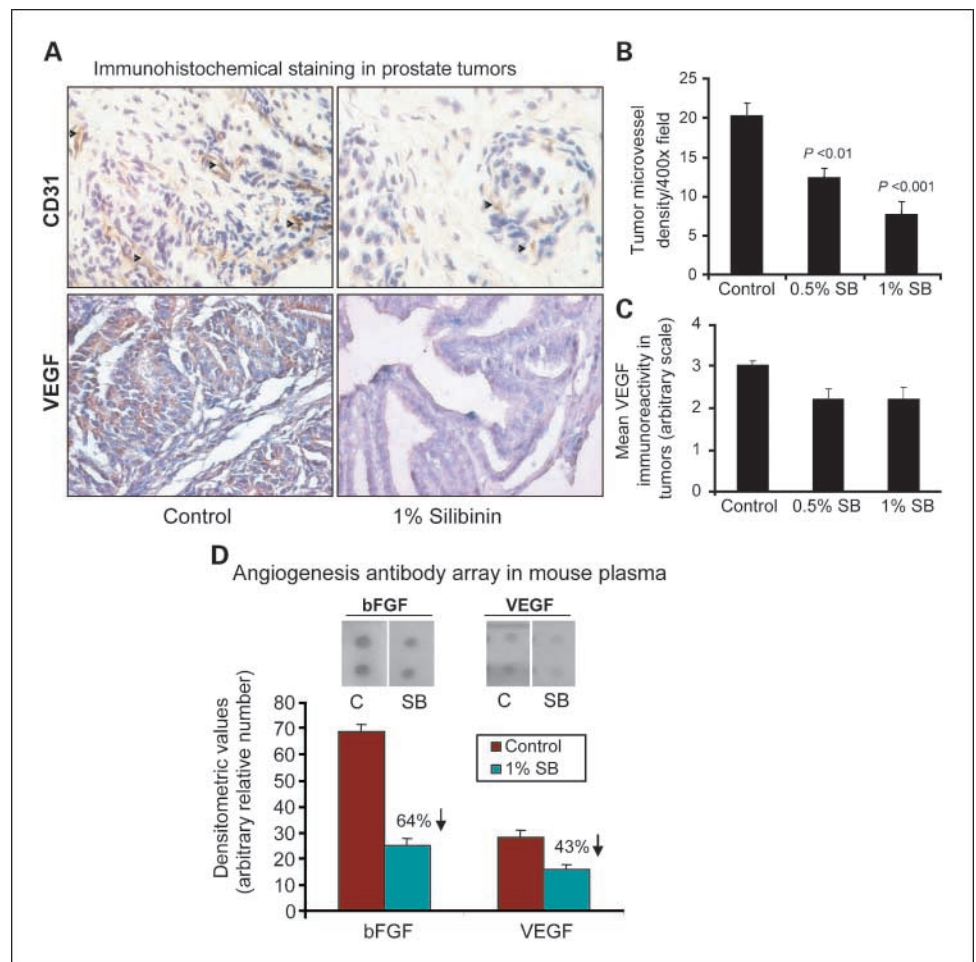 A
Immunohistochemical staining in prostate tumors
CD31
VEGF
Control
1% Silibinin
B
Tumor microvessel
density/400x field
25
20
15
10
5
0
P <0.01
P <0.001
Control
0.5% SB
1% SB
C
Mean VEGF
immunoreactivity in
tumors (arbitrary scale)
4
3
2
1
0
Control
0.5% SB
1% SB
D
Angiogenesis antibody array in mouse plasma
bFGF
VEGF
C
SB
C
SB
Densitometric values
(arbitrary relative number)
80
70
60
50
40
30
20
10
0
Control
1% SB
64%
43%
bFGF
VEGF